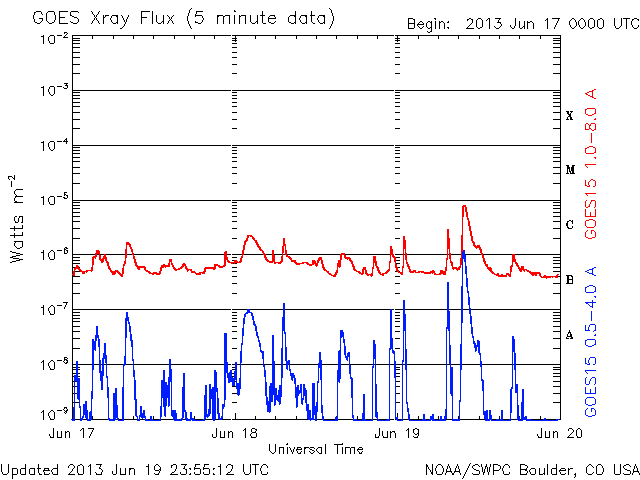 GOES Xray Flux (5 minute data)
Begin: 2013 Jun 17 0000 UTC
10-2
10-3
10-4
10-5
10-6
10-7
10-8
10-9
Watts m-2
X
M
C
B
A
GOES15 1.0-8.0 A
GOES15 0.5-4.0 A
Jun 17
Jun 18
Jun 19
Jun 20
Universal Time
Updated 2013 Jun 19 23:55:12 UTC
NOAA/SWPC Boulder, CO USA